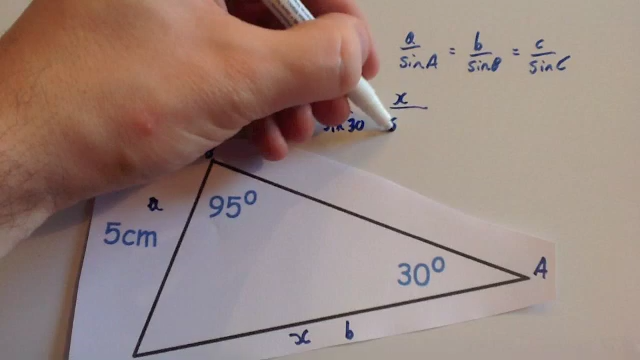 a/sinA = b/sinB = c/sinC
x
sin30 s
a 95°
5cm
30° A
x b